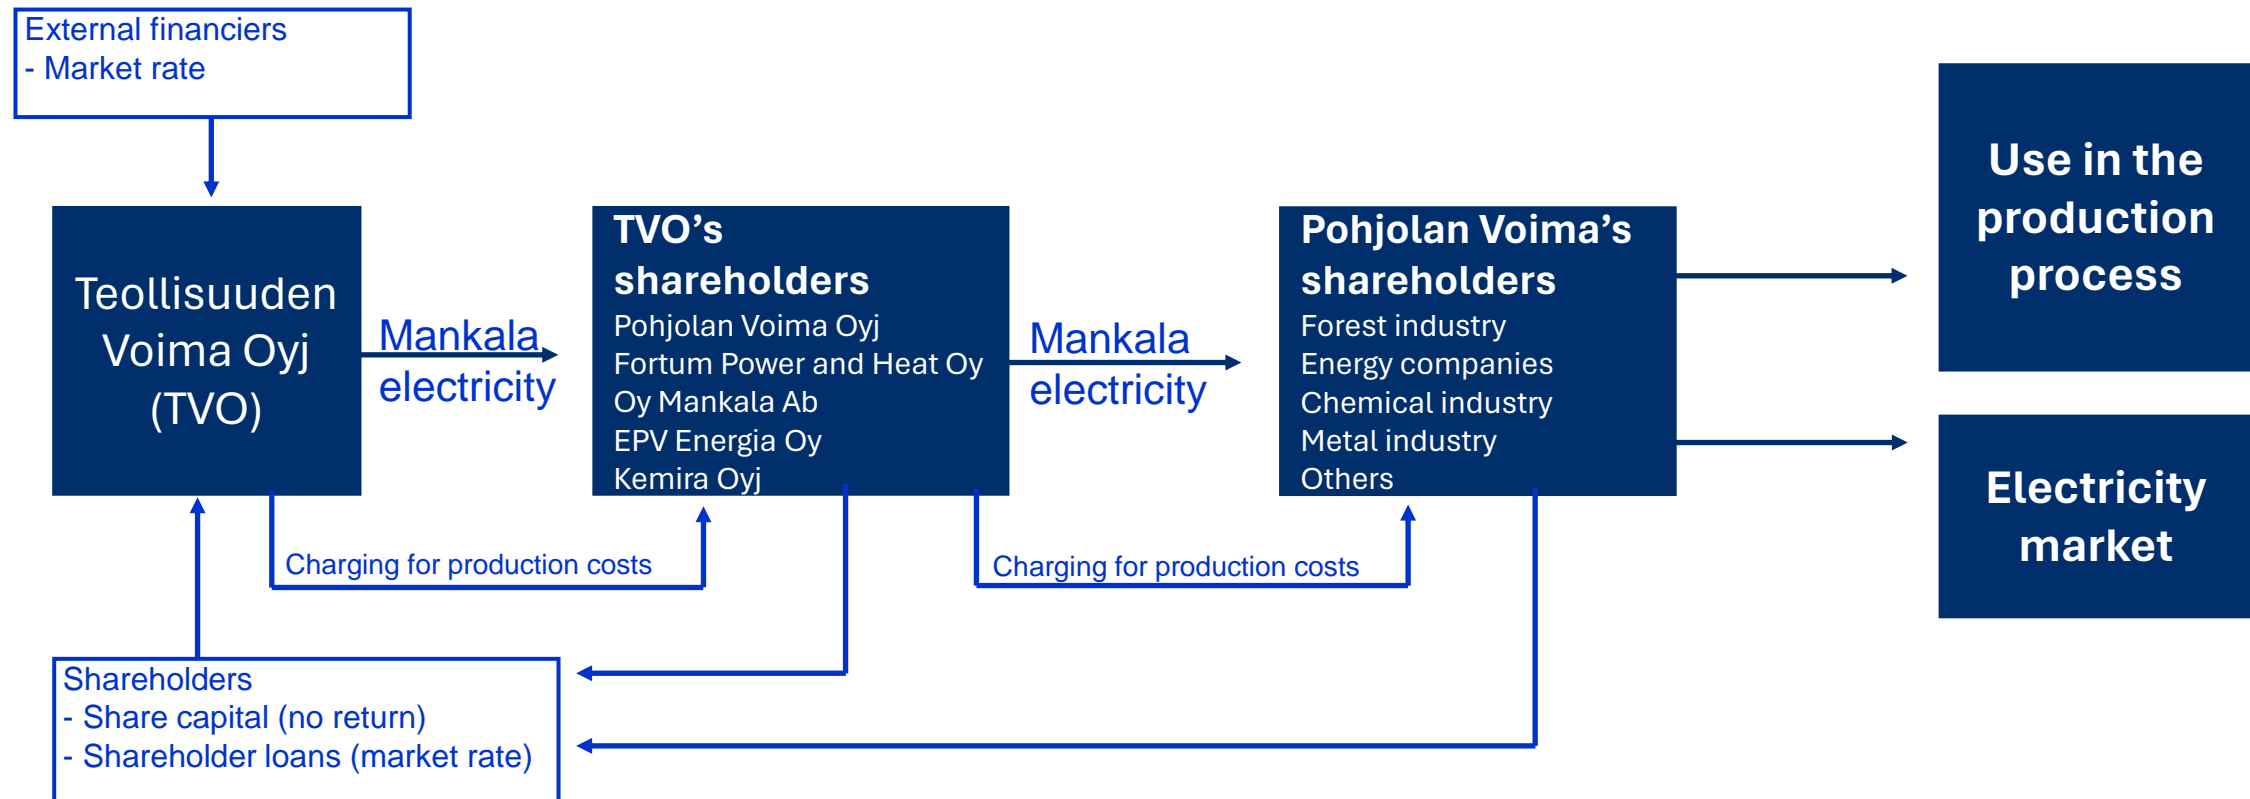 External financiers
- Market rate
Teollisuuden
Voima Oyj
(TVO)
Mankala
electricity
TVO’s
shareholders
Pohjolan Voima Oyj
Fortum Power and Heat Oy
Oy Mankala Ab
EPV Energia Oy
Kemira Oyj
Mankala
electricity
Pohjolan Voima’s
shareholders
Forest industry
Energy companies
Chemical industry
Metal industry
Others
Use in the
production
process
Electricity
market
Charging for production costs
Charging for production costs
Shareholders
- Share capital (no return)
- Shareholder loans (market rate)